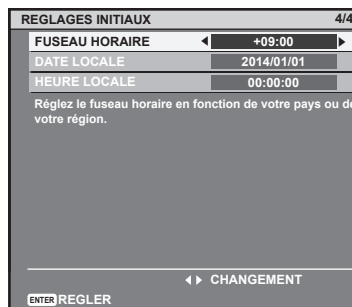 REGLAGES INITIAUX 4/4
FUSEAU HORAIRE +09:00
DATE LOCALE 2014/01/01
HEURE LOCALE 00:00:00
Réglez le fuseau horaire en fonction de votre pays ou de
votre région.
CHANGEMENT
ENTER REGLER